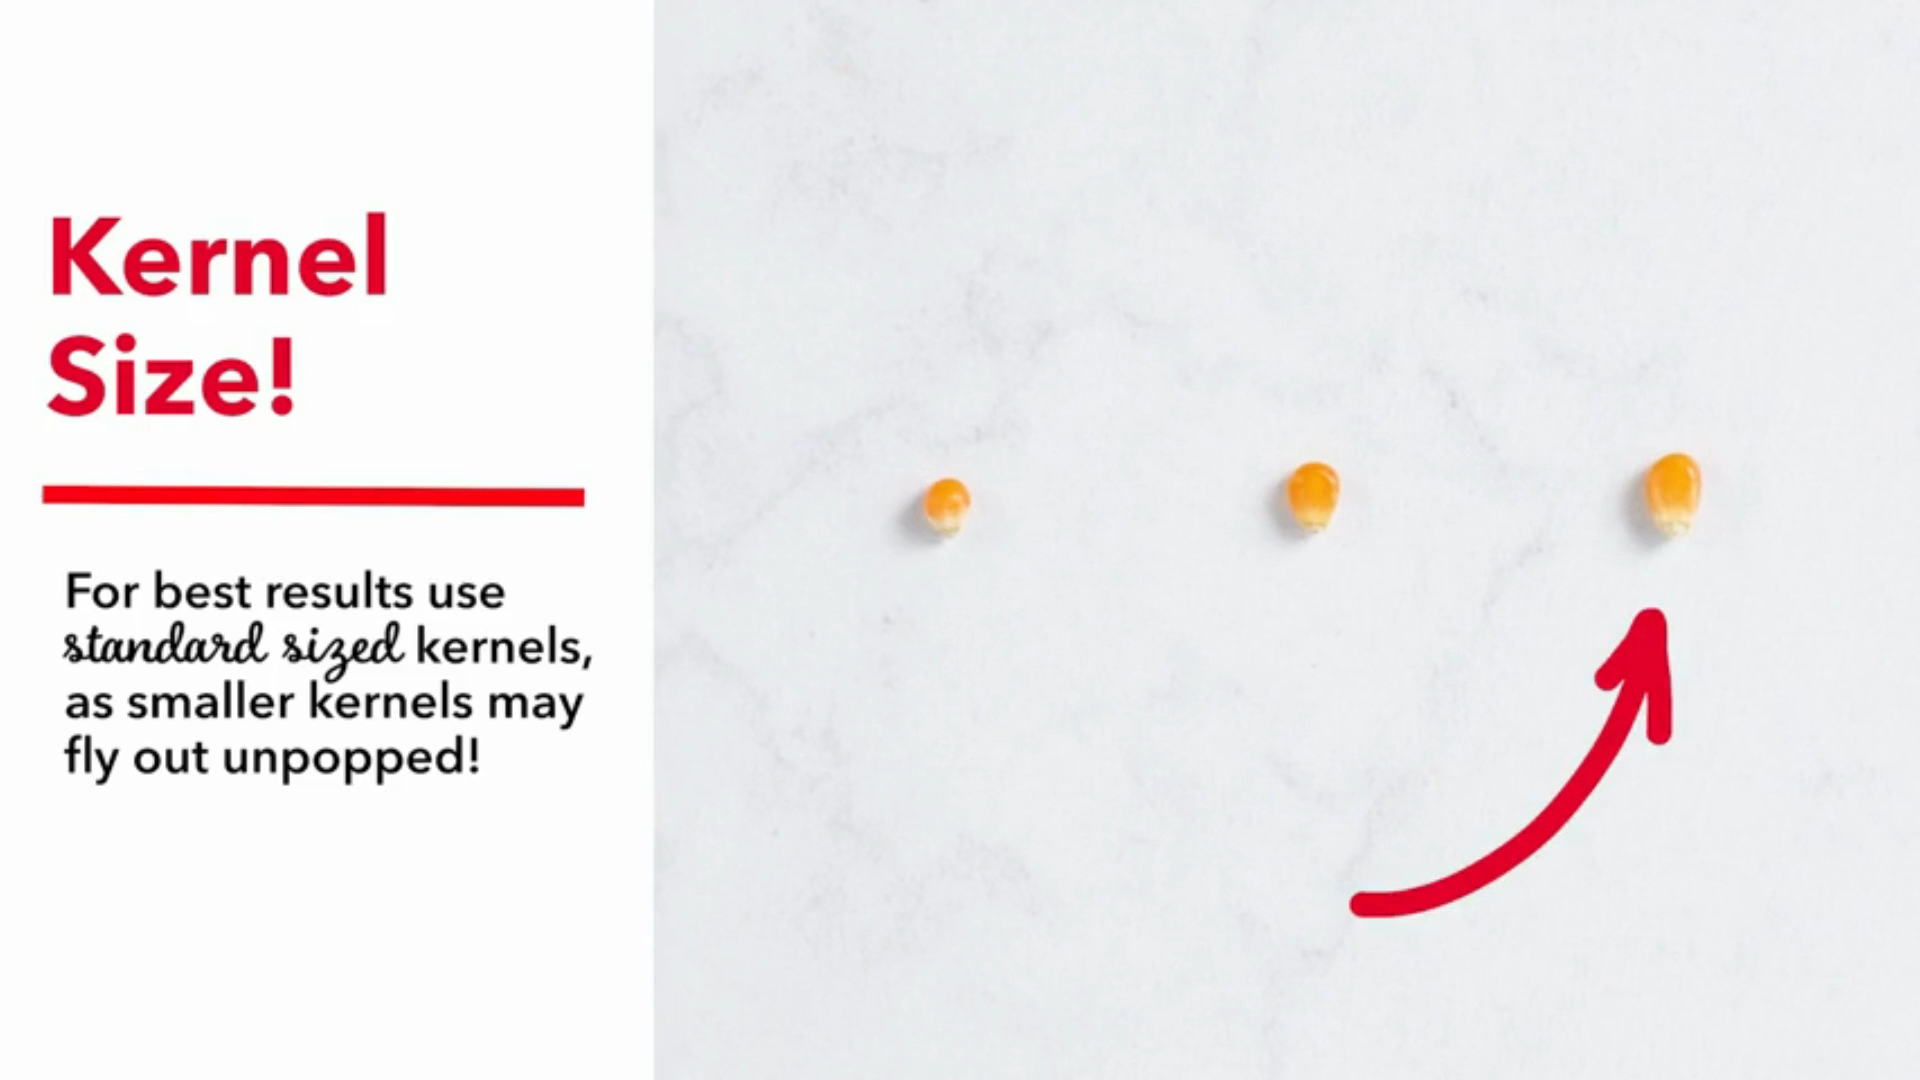 Kernel
Size!
For best results use
standard sized kernels,
as smaller kernels may
fly out unpopped!